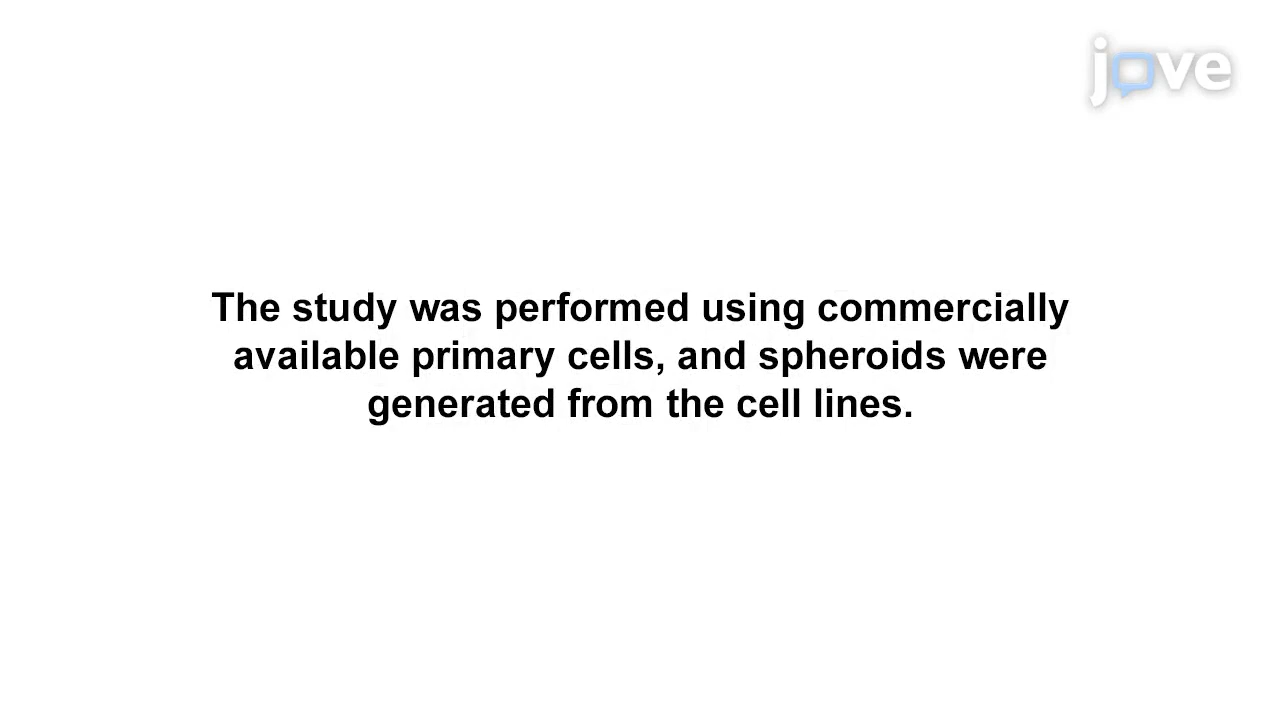 jove
The study was performed using commercially
available primary cells, and spheroids were
generated from the cell lines.